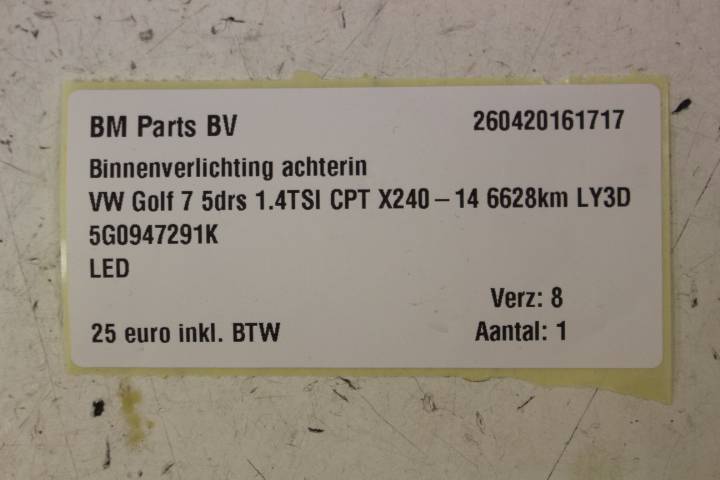 BM Parts BV 260420161717
Binnenverlichting achterin
VW Golf 7 5drs 1.4TSI CPT X240 – 14 6628km LY3D
5G0947291K
LED
Verz: 8
25 euro inkl. BTW Aantal: 1